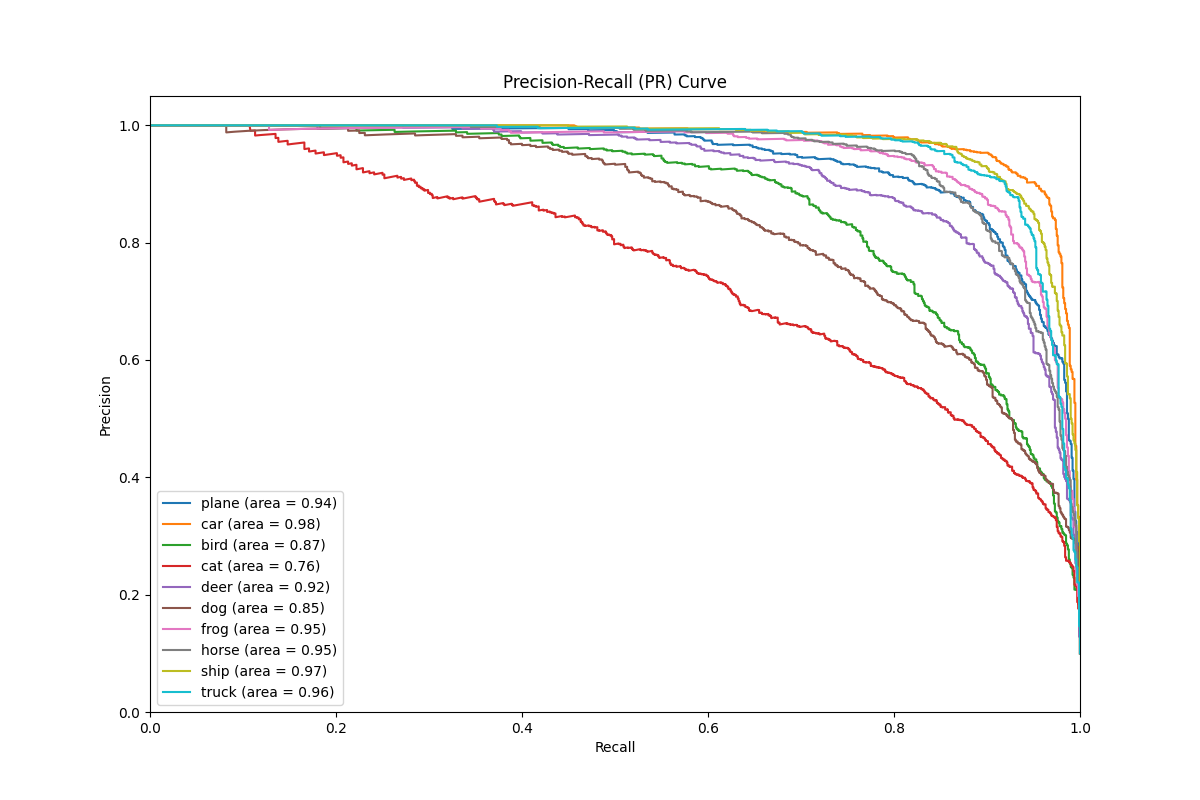 Precision-Recall (PR) Curve
1.0
0.8
0.6
0.4
0.2
0.0
Precision
plane (area = 0.94)
car (area = 0.98)
bird (area = 0.87)
cat (area = 0.76)
deer (area = 0.92)
dog (area = 0.85)
frog (area = 0.95)
horse (area = 0.95)
ship (area = 0.97)
truck (area = 0.96)
0.0 0.2 0.4 0.6 0.8 1.0
Recall